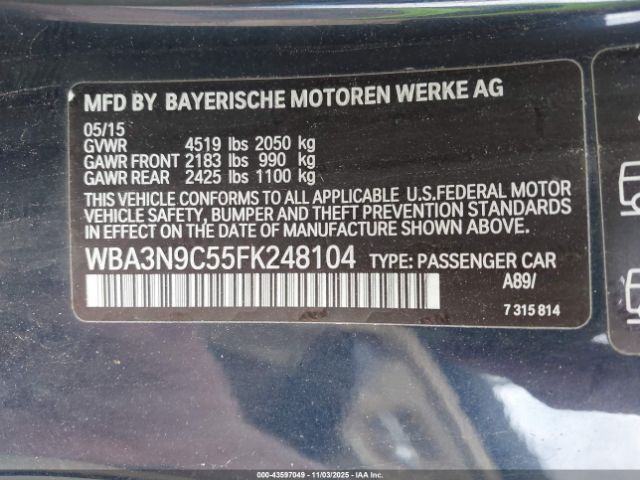 MFD BY BAYERISCHE MOTOREN WERKE AG
05/15
GVWR 4519 lbs 2050 kg
GAWR FRONT 2183 lbs 990 kg
GAWR REAR 2425 lbs 1100 kg
THIS VEHICLE CONFORMS TO ALL APPLICABLE U.S.FEDERAL MOTOR
VEHICLE SAFETY, BUMPER AND THEFT PREVENTION STANDARDS
IN EFFECT ON THE DATE OF MANUFACTURE SHOWN ABOVE.
WBA3N9C55FK248104 TYPE: PASSENGER CAR
A89/
7 315 814
000-43597049 - 11/03/2025 - IAA Inc.